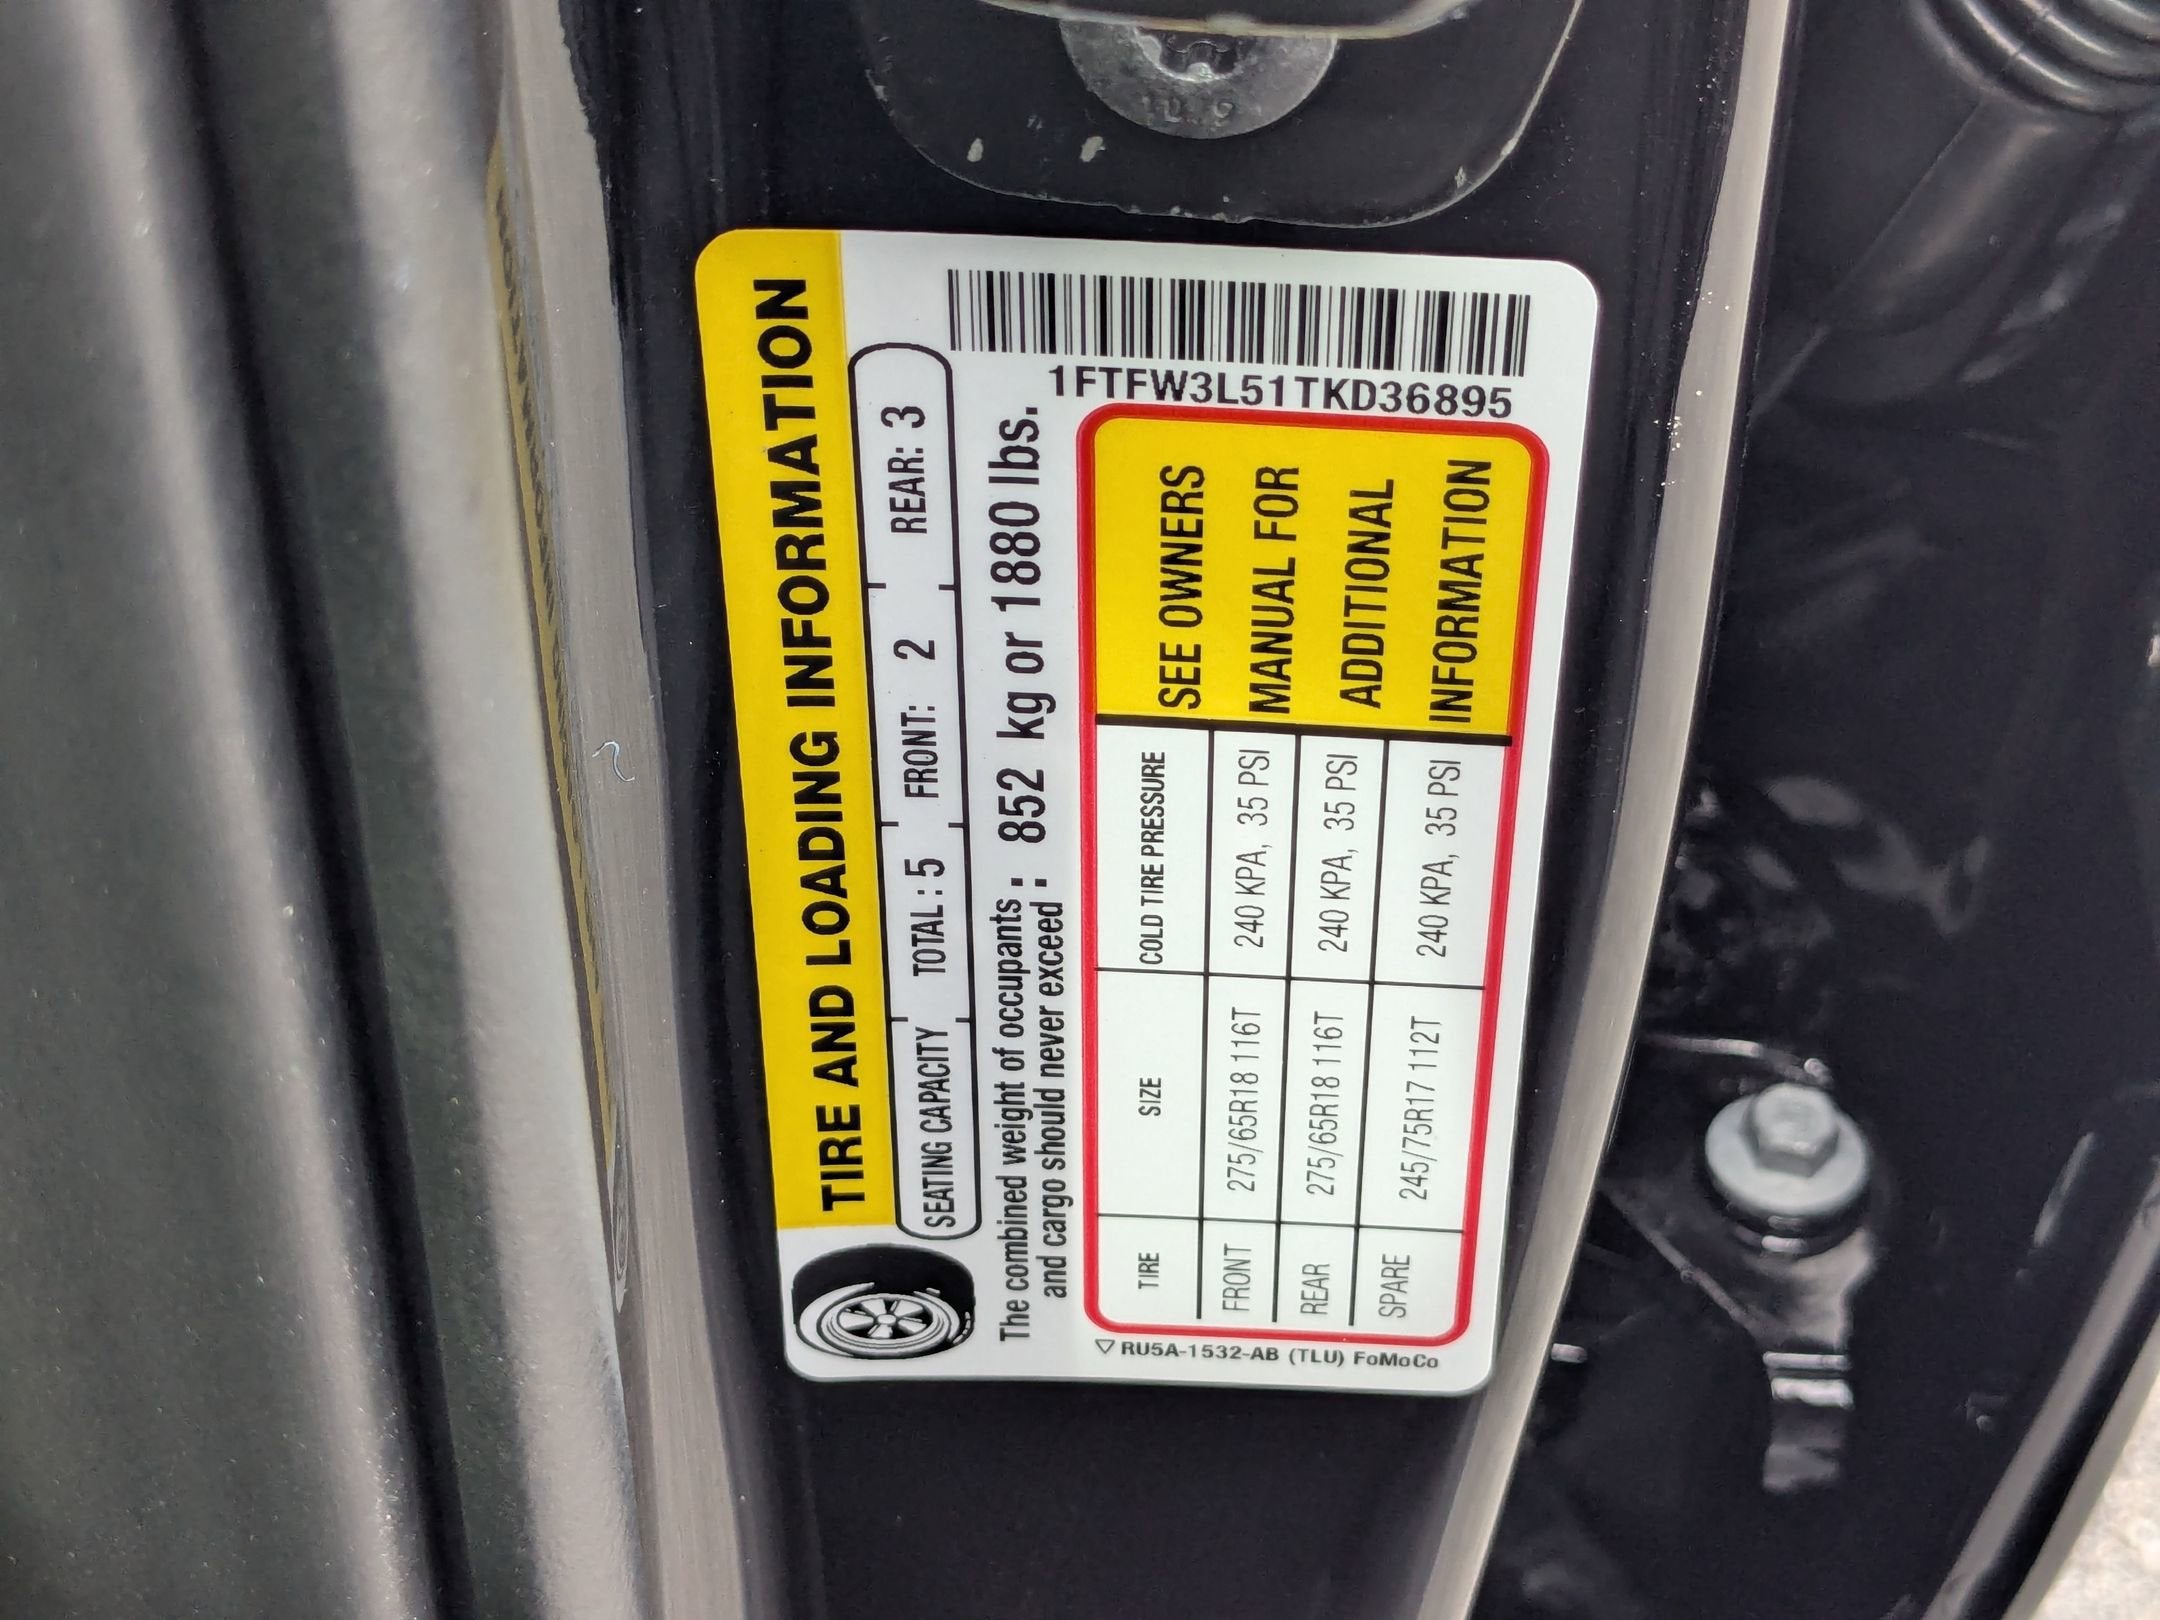 TIRE AND LOADING INFORMATION
SEATING CAPACITY TOTAL : 5 FRONT: 2 REAR: 3
The combined weight of occupants : 852 kg or 1880 lbs.
and cargo should never exceed :
1FTFW3L51TKD36895
TIRE SIZE COLD TIRE PRESSURE
FRONT 275/65R18 116T 240 KPA, 35 PSI
REAR 275/65R18 116T 240 KPA, 35 PSI
SPARE 245/75R17 112T 240 KPA, 35 PSI
SEE OWNERS
MANUAL FOR
ADDITIONAL
INFORMATION
RU5A-1532-AB (TLU) FoMoCo